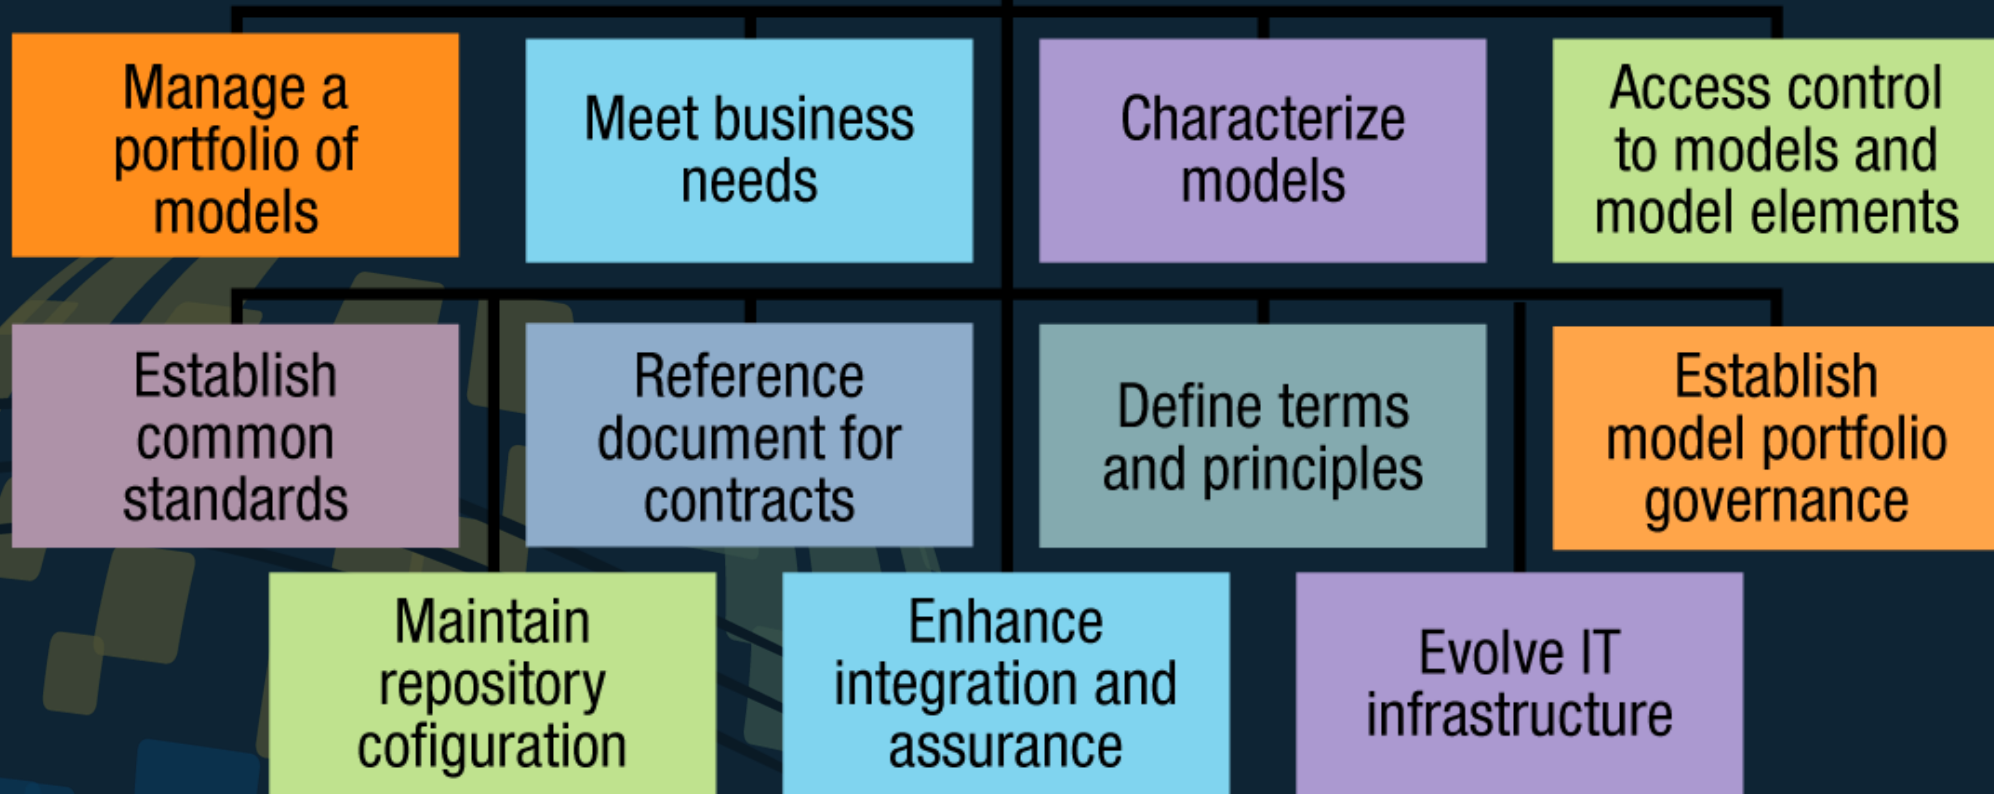 Manage a
portfolio of
models
Meet business
needs
Characterize
models
Access control
to models and
model elements
Establish
common
standards
Reference
document for
contracts
Define terms
and principles
Establish
model portfolio
governance
Maintain
repository
cofiguration
Enhance
integration and
assurance
Evolve IT
infrastructure